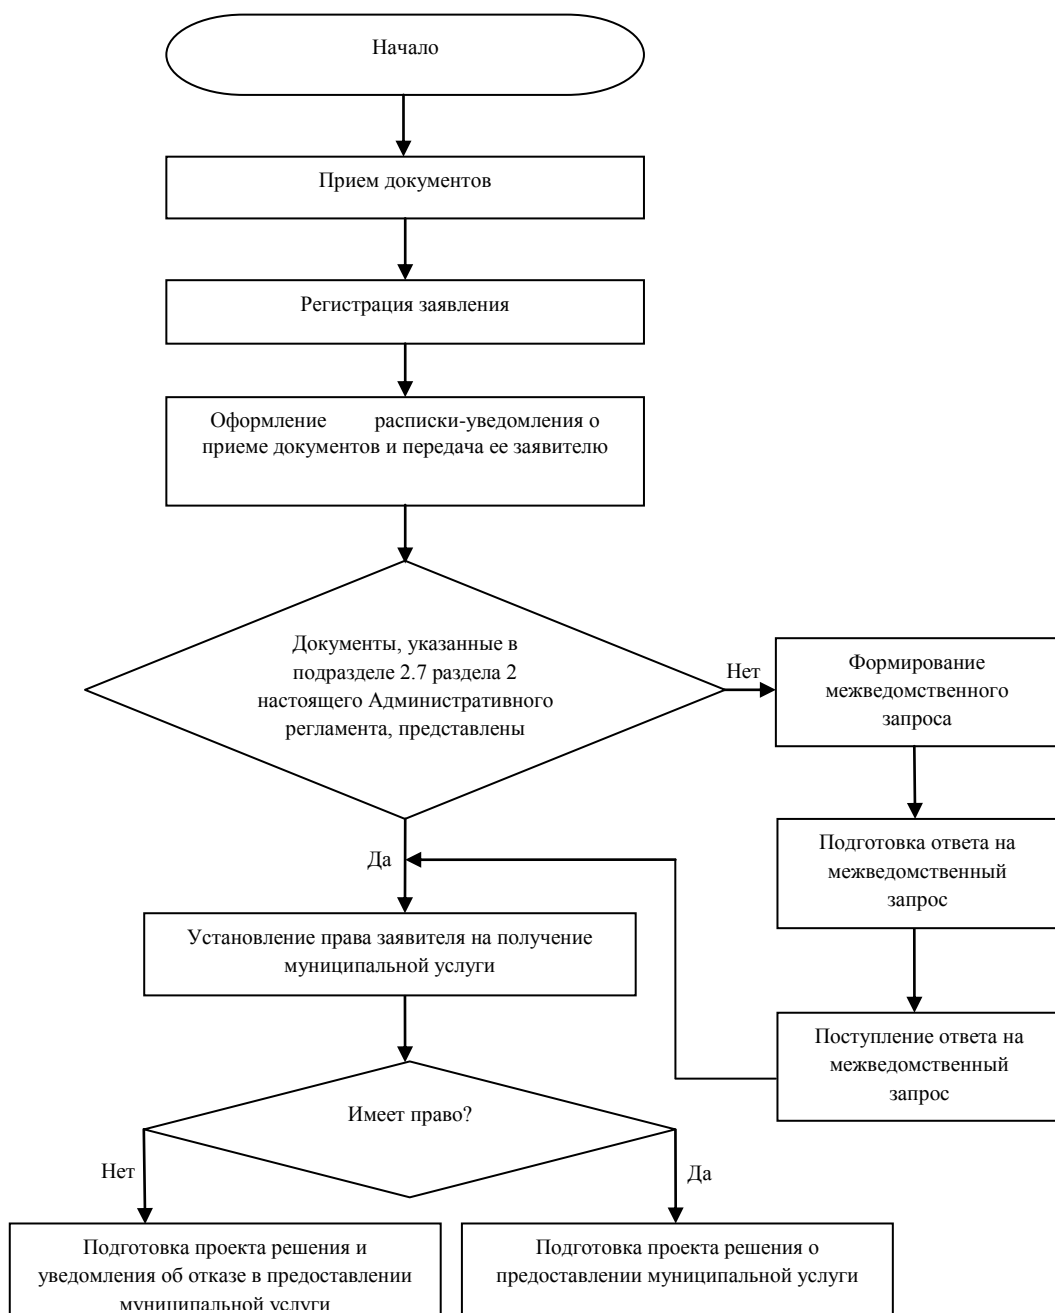 Начало
Прием документов
Регистрация заявления
Оформление расписки-уведомления о
приеме документов и передача ее заявителю
Документы, указанные в
подразделе 2.7 раздела 2
настоящего Административного
регламента, представлены
Нет
Формирование
межведомственного
запроса
Подготовка ответа на
межведомственный
запрос
Да
Установление права заявителя на получение
муниципальной услуги
Поступление ответа на
межведомственный
запрос
Имеет право?
Нет
Да
Подготовка проекта решения и
уведомления об отказе в предоставлении
муниципальной услуги
Подготовка проекта решения о
предоставлении муниципальной услуги